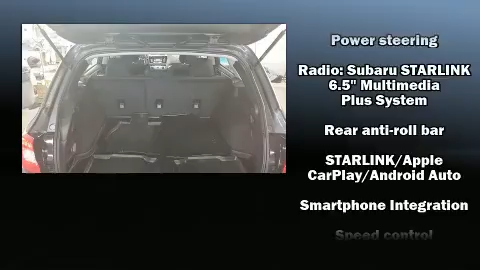 Power steering
Radio: Subaru STARLINK
6.5" Multimedia
Plus System
Rear anti-roll bar
STARLINK/Apple
CarPlay/Android Auto
Smartphone Integration
Speed control